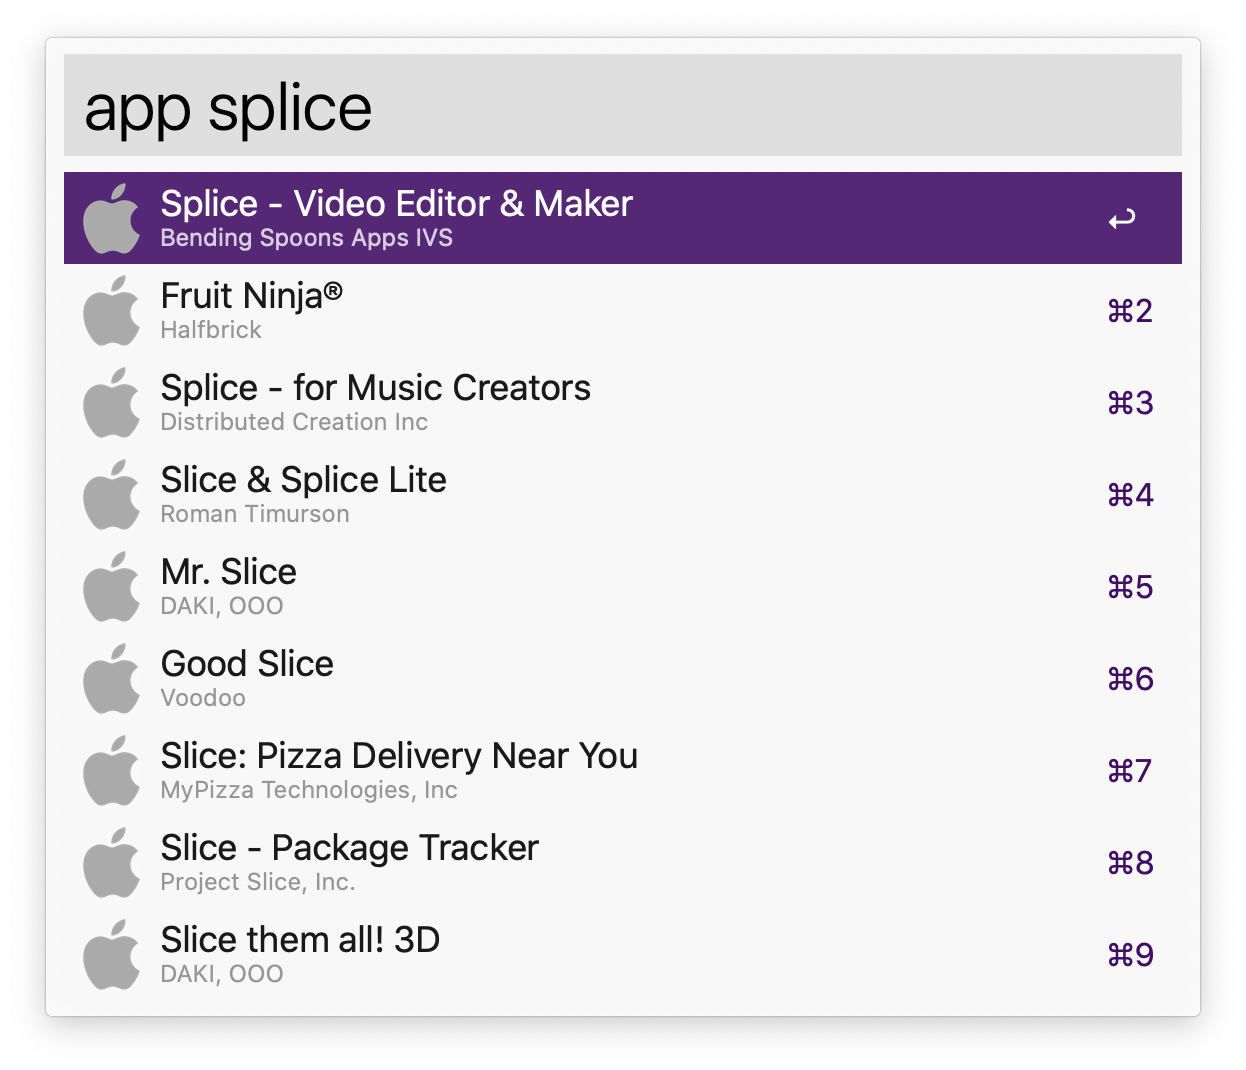 app splice
Splice - Video Editor & Maker
Bending Spoons Apps IVS
↩
Fruit Ninja®
Halfbrick
⌘2
Splice - for Music Creators
Distributed Creation Inc
⌘3
Slice & Splice Lite
Roman Timurson
⌘4
Mr. Slice
DAKI, OOO
⌘5
Good Slice
Voodoo
⌘6
Slice: Pizza Delivery Near You
MyPizza Technologies, Inc
⌘7
Slice - Package Tracker
Project Slice, Inc.
⌘8
Slice them all! 3D
DAKI, OOO
⌘9